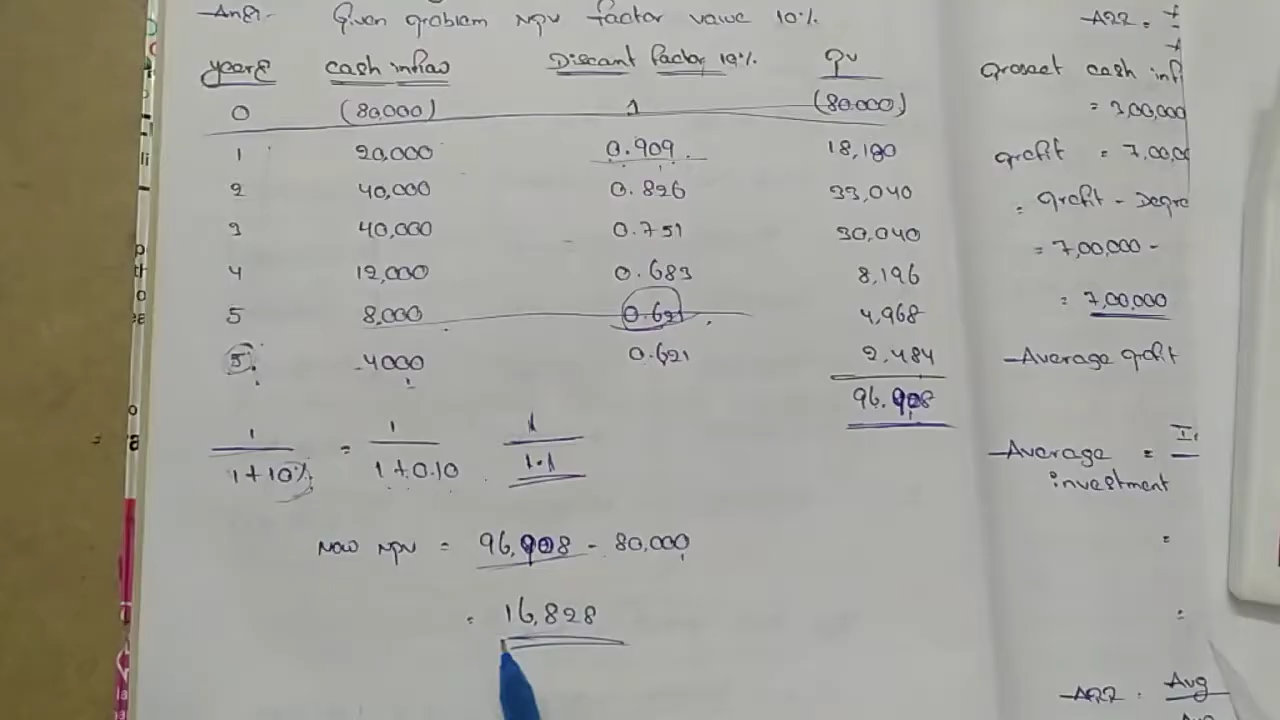 Ans:- Given problem NPV factor value 10%.
years cash inflow Discant factor 10% PV
0 (80,000) 1 (80,000)
1 20,000 0.909 18,180
2 40,000 0.826 33,040
3 40,000 0.751 30,040
4 12,000 0.683 8,196
5 8,000 0.621 4,968
5 4000 0.621 2,484
96,908
1 / 1+10% = 1 / 1+0.10 1 / 1.1
Now NPV = 96,908 - 80,000
= 16,828
ARR =
Proseet cash inf
= 3,00,000
profit = 7,00,00
= profit - Depre
= 7,00,000 -
= 7,00,000
Average profit
Average investment =
=
=
ARR = Avg